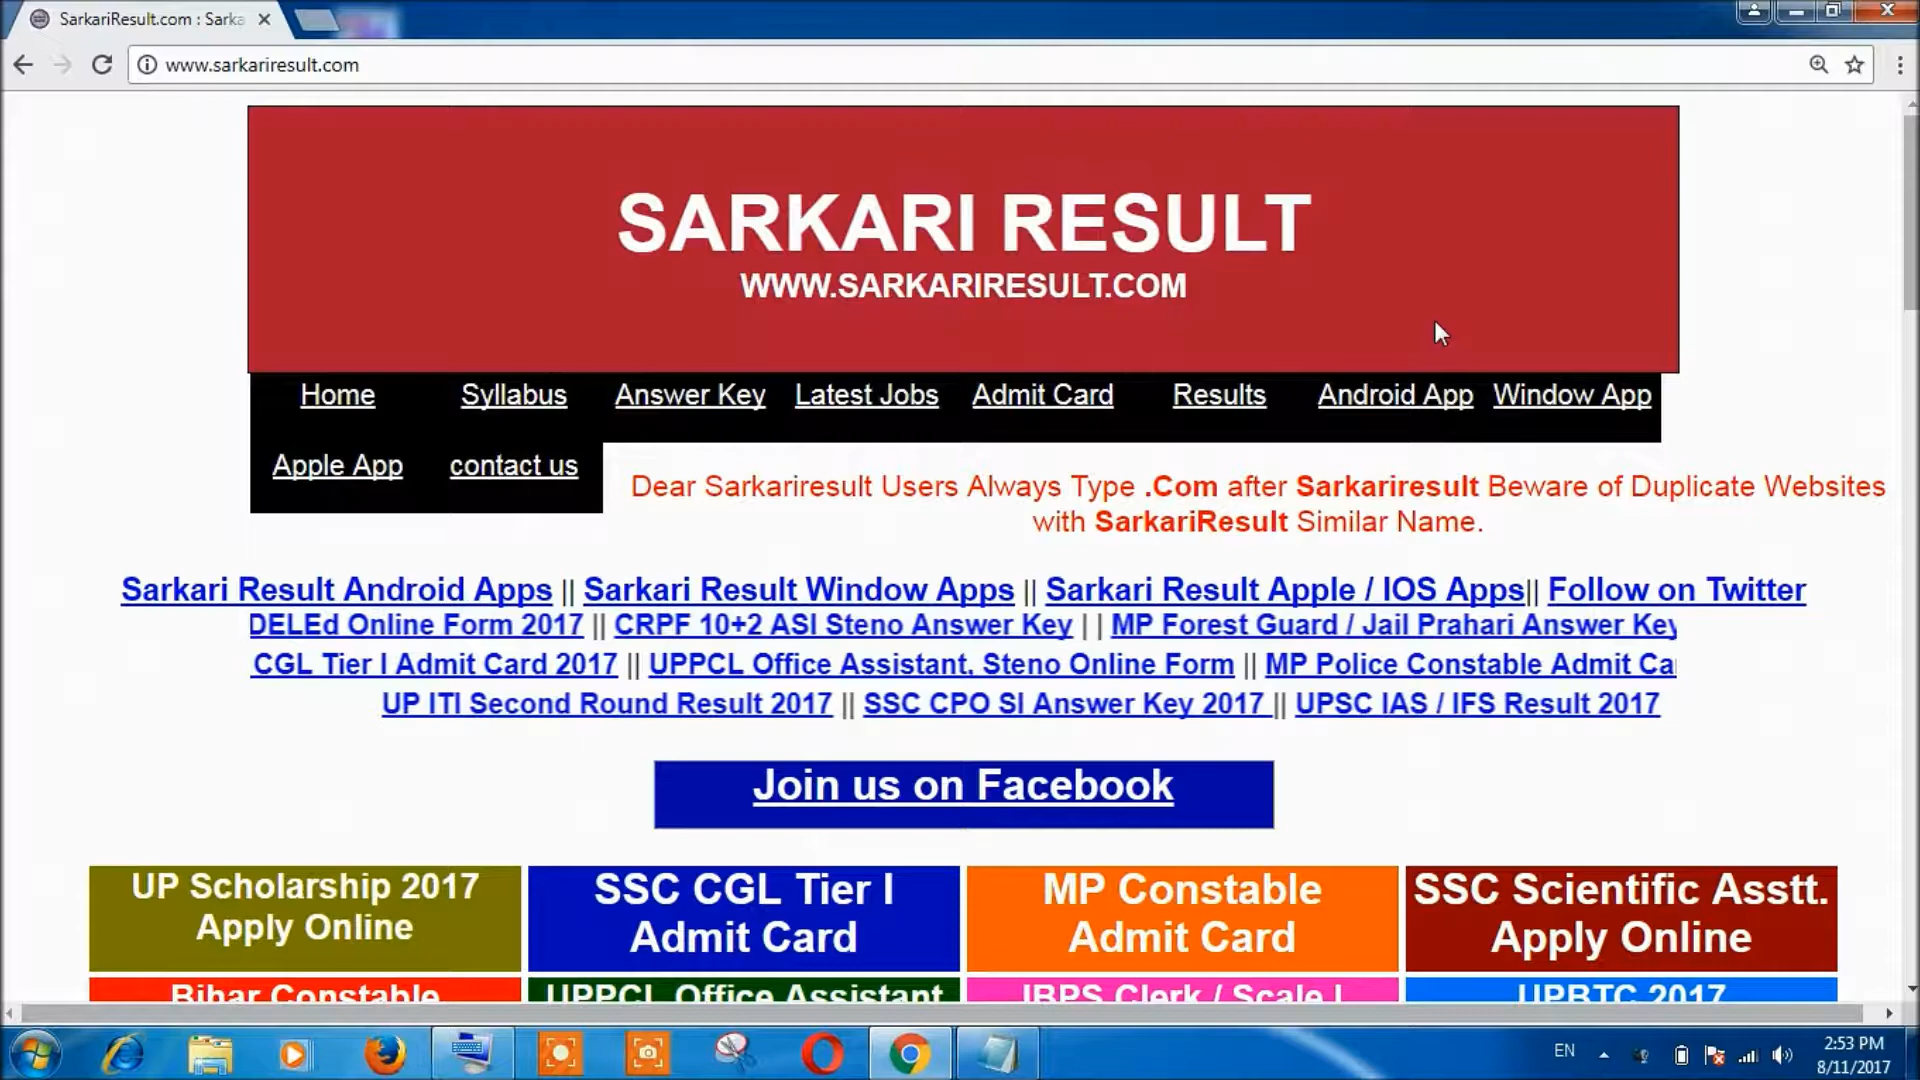 SarkariResult.com : Sarka
www.sarkariresult.com
SARKARI RESULT
WWW.SARKARIRESULT.COM
Home Syllabus Answer Key Latest Jobs Admit Card Results Android App Window App
Apple App contact us
Dear Sarkariresult Users Always Type .Com after Sarkariresult Beware of Duplicate Websites
with SarkariResult Similar Name.
Sarkari Result Android Apps || Sarkari Result Window Apps || Sarkari Result Apple / IOS Apps|| Follow on Twitter
DELEd Online Form 2017 || CRPF 10+2 ASI Steno Answer Key | | MP Forest Guard / Jail Prahari Answer Key
CGL Tier I Admit Card 2017 || UPPCL Office Assistant, Steno Online Form || MP Police Constable Admit Ca
UP ITI Second Round Result 2017 || SSC CPO SI Answer Key 2017 || UPSC IAS / IFS Result 2017
Join us on Facebook
UP Scholarship 2017
Apply Online
SSC CGL Tier I
Admit Card
MP Constable
Admit Card
SSC Scientific Asstt.
Apply Online
Bihar Constable
UPPCL Office Assistant
IBPS Clerk / Scale I
UPBTC 2017
EN
2:53 PM
8/11/2017